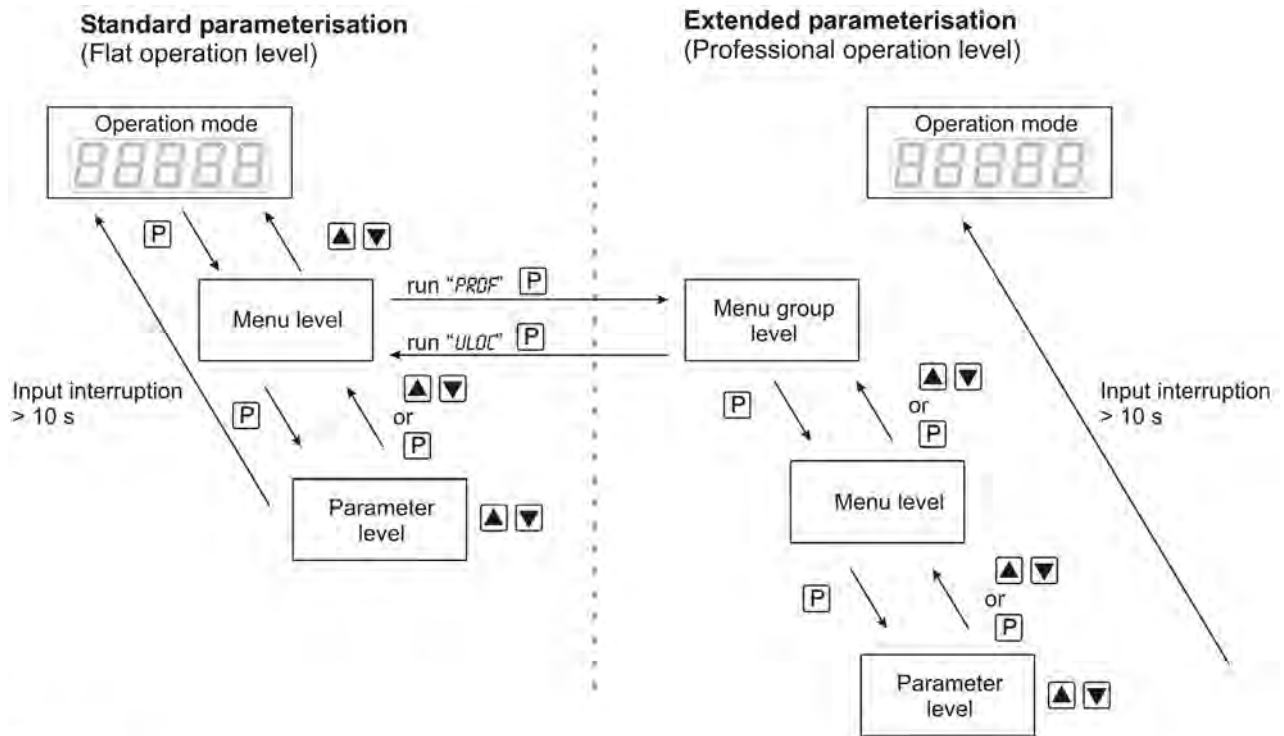 Standard parameterisation
(Flat operation level)
Operation mode
88888
P
▲ ▼
Menu level
run "PROF" P
run "ULOC" P
Input interruption
> 10 s
P
▲ ▼
or
P
Parameter
level
▲ ▼
Extended parameterisation
(Professional operation level)
Operation mode
88888
Menu group
level
P
▲ ▼
or
P
Input interruption
> 10 s
Menu level
P
▲ ▼
or
P
Parameter
level
▲ ▼